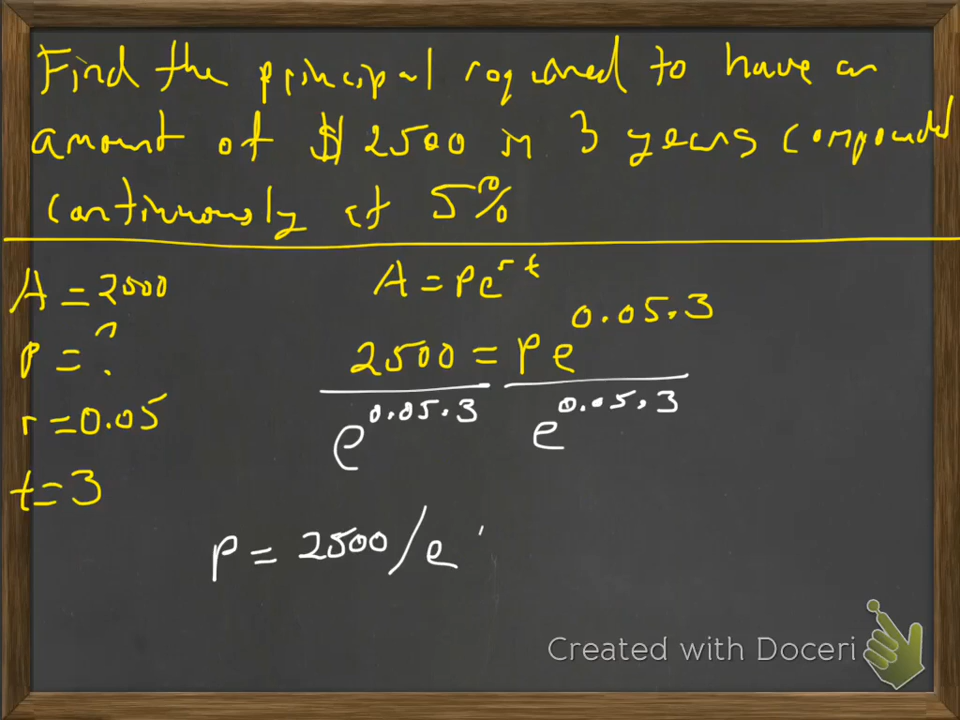 Find the principal required to have an
amount of $2500 in 3 years compounded
continuously at 5%
A = 2500
P = ?
r = 0.05
t = 3
A = Pe^rt
2500 = Pe^0.05.3
e^0.05.3 e^0.05.3
P = 2500/e
Created with Doceri